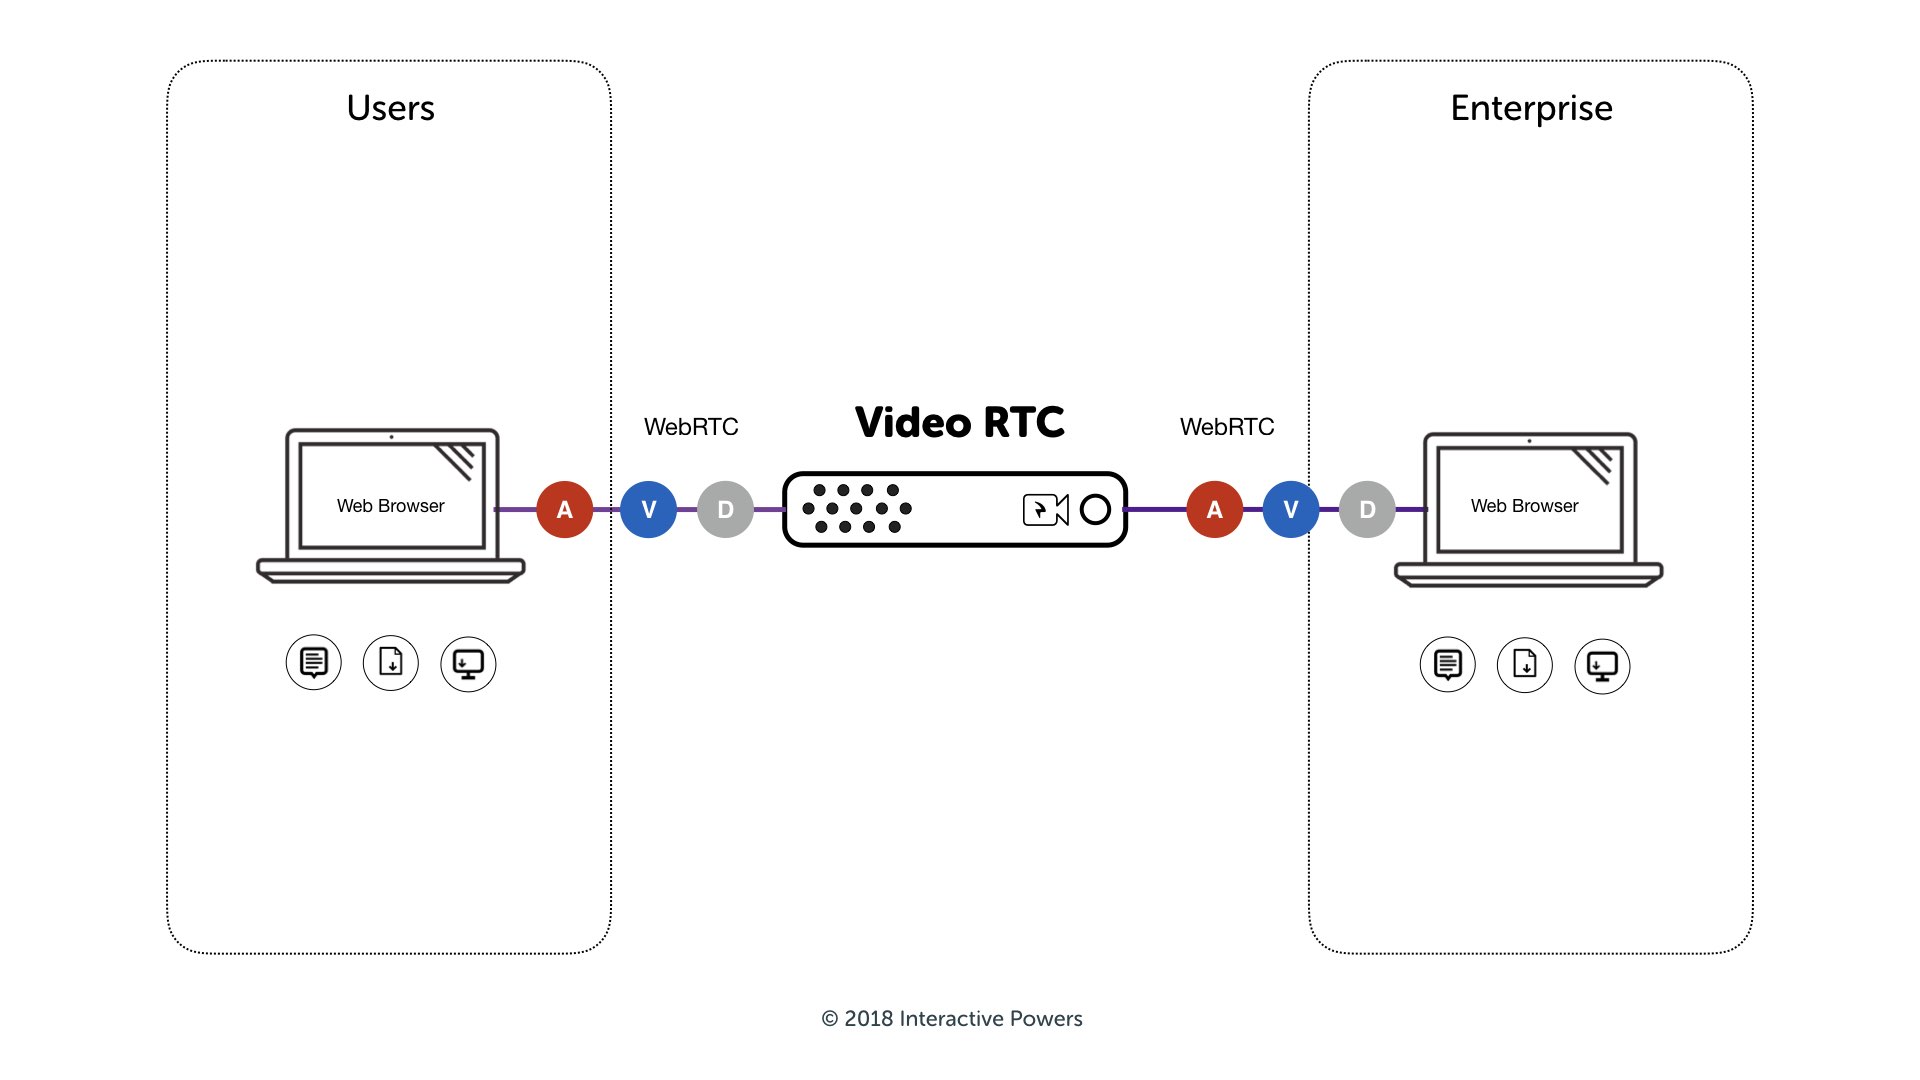 Users
Enterprise
WebRTC
Video RTC
WebRTC
Web Browser
A
V
D
A
V
D
Web Browser
© 2018 Interactive Powers